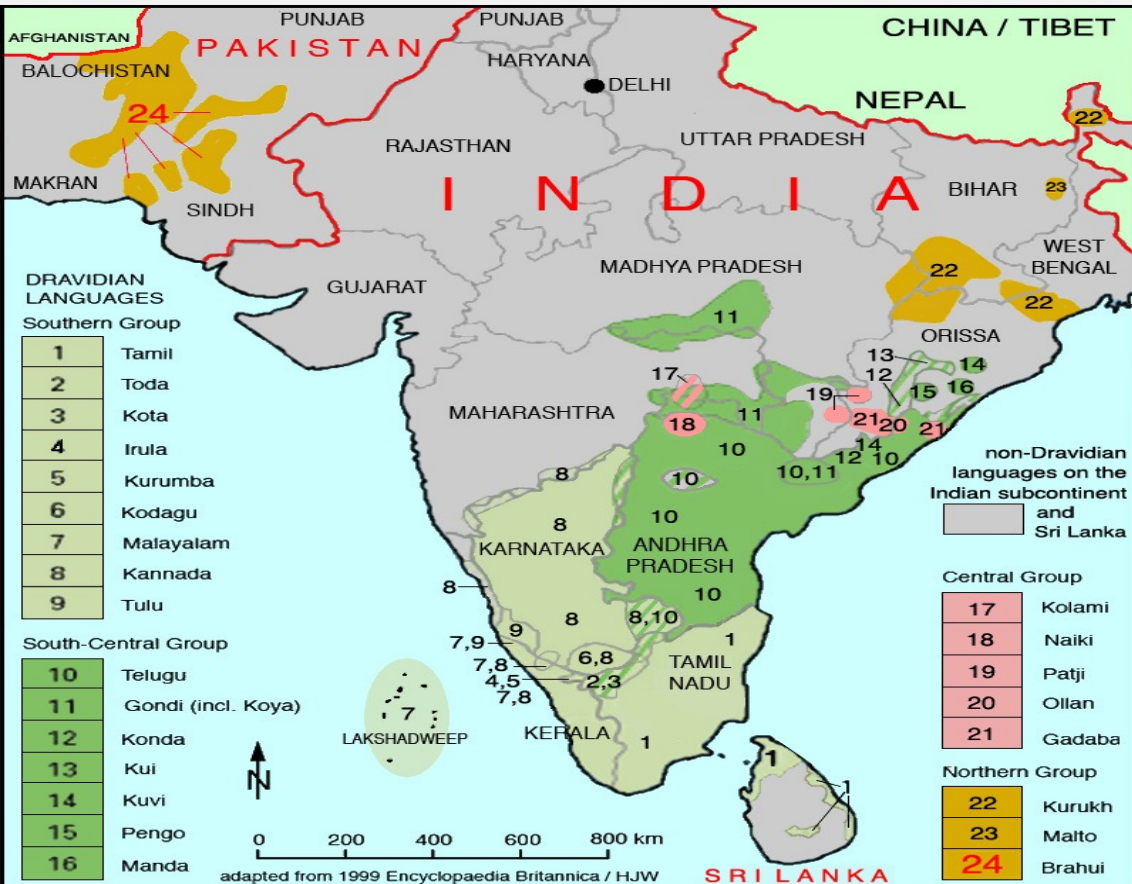 AFGHANISTAN
PUNJAB
PUNJAB
CHINA / TIBET
PAKISTAN
BALOCHISTAN
HARYANA
DELHI
NEPAL
24
22
RAJASTHAN
UTTAR PRADESH
MAKRAN
INDIA
BIHAR
23
SINDH
WEST
BENGAL
MADHYA PRADESH
22
GUJARAT
22
11
ORISSA
13
14
12
17
19
15
16
MAHARASHTRA
11
18
21
20
21
10
14
12
10
10,11
8
10
8
10
KARNATAKA
ANDHRA
PRADESH
8
10
8
8,10
9
7,9
6,8
1
7,8
2,3
TAMIL
NADU
4,5
7,8
7
LAKSHADWEEP
KERALA
1
1
1
N
0 200 400 600 800 km
adapted from 1999 Encyclopaedia Britannica / HJW
SRI LANKA
DRAVIDIAN
LANGUAGES
Southern Group
1 Tamil
2 Toda
3 Kota
4 Irula
5 Kurumba
6 Kodagu
7 Malayalam
8 Kannada
9 Tulu
South-Central Group
10 Telugu
11 Gondi (incl. Koya)
12 Konda
13 Kui
14 Kuvi
15 Pengo
16 Manda
non-Dravidian
languages on the
Indian subcontinent
and
Sri Lanka
Central Group
17 Kolami
18 Naiki
19 Patji
20 Ollan
21 Gadaba
Northern Group
22 Kurukh
23 Malto
24 Brahui